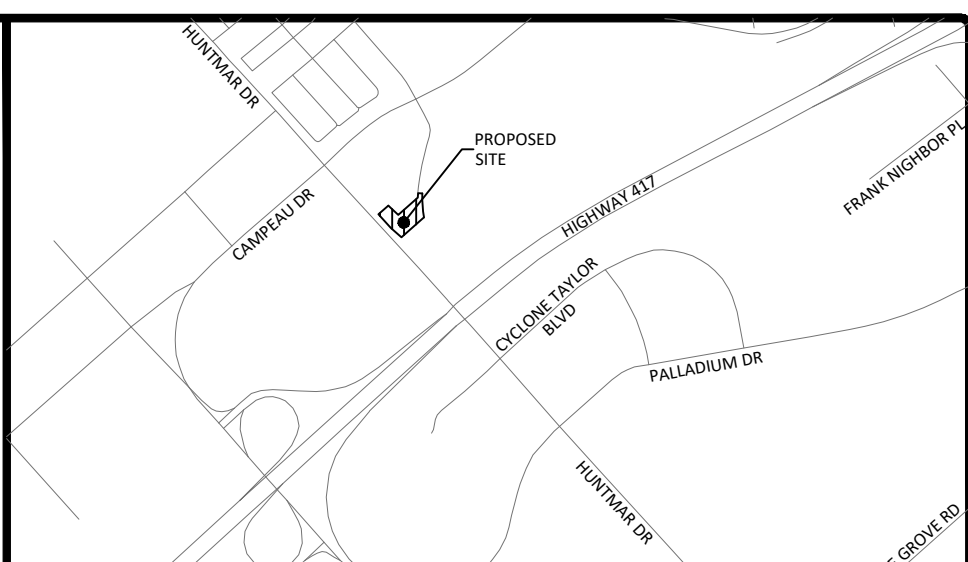 HUNTMAR DR
PROPOSED
SITE
FRANK NIGHBOR PL
HIGHWAY 417
CAMPEAU DR
CYCLONE TAYLOR
BLVD
PALLADIUM DR
HUNTMAR DR
GROVE RD